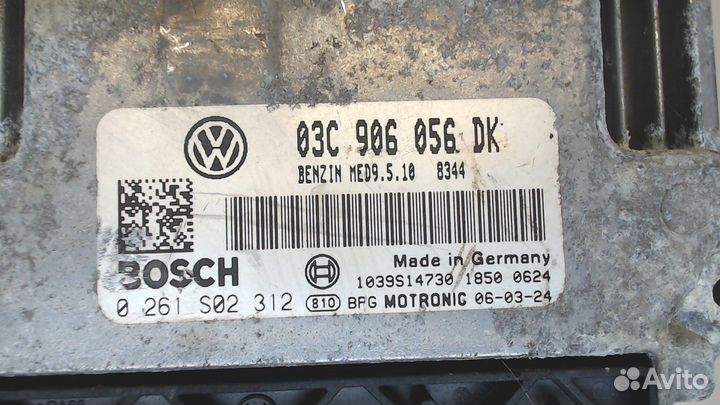 03C 906 056 DK
BENZIN MED9.5.10 8344
BOSCH
Made in Germany
1039S14730 1850 0624
0 261 S02 312 810 BPG MOTRONIC 06-03-24
Avito